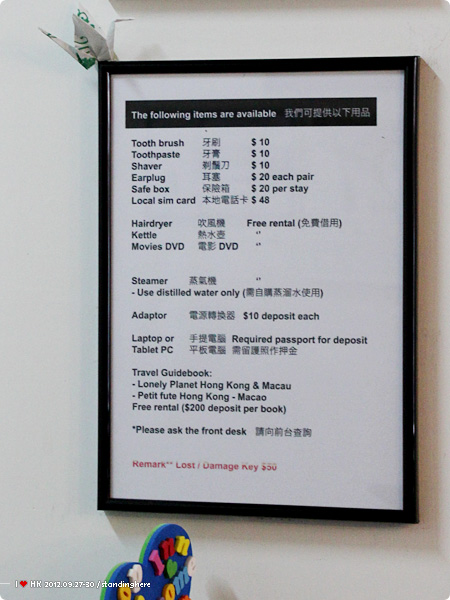 The following items are available 我們可提供以下用品
Tooth brush 牙刷 $ 10
Toothpaste 牙膏 $ 10
Shaver 剃鬚刀 $ 10
Earplug 耳塞 $ 20 each pair
Safe box 保險箱 $ 20 per stay
Local sim card 本地電話卡 $ 48
Hairdryer 吹風機 Free rental (免費借用)
Kettle 熱水壺 “
Movies DVD 電影 DVD “
Steamer 蒸氣機 “
- Use distilled water only (需自購蒸溜水使用)
Adaptor 電源轉換器 $10 deposit each
Laptop or 手提電腦 Required passport for deposit
Tablet PC 平板電腦 需留護照作押金
Travel Guidebook:
- Lonely Planet Hong Kong & Macau
- Petit fute Hong Kong - Macao
Free rental ($200 deposit per book)
*Please ask the front desk 請向前台查詢
Remark** Lost / Damage Key $50
I ❤ HK 2012.09.27-30 / standinghere